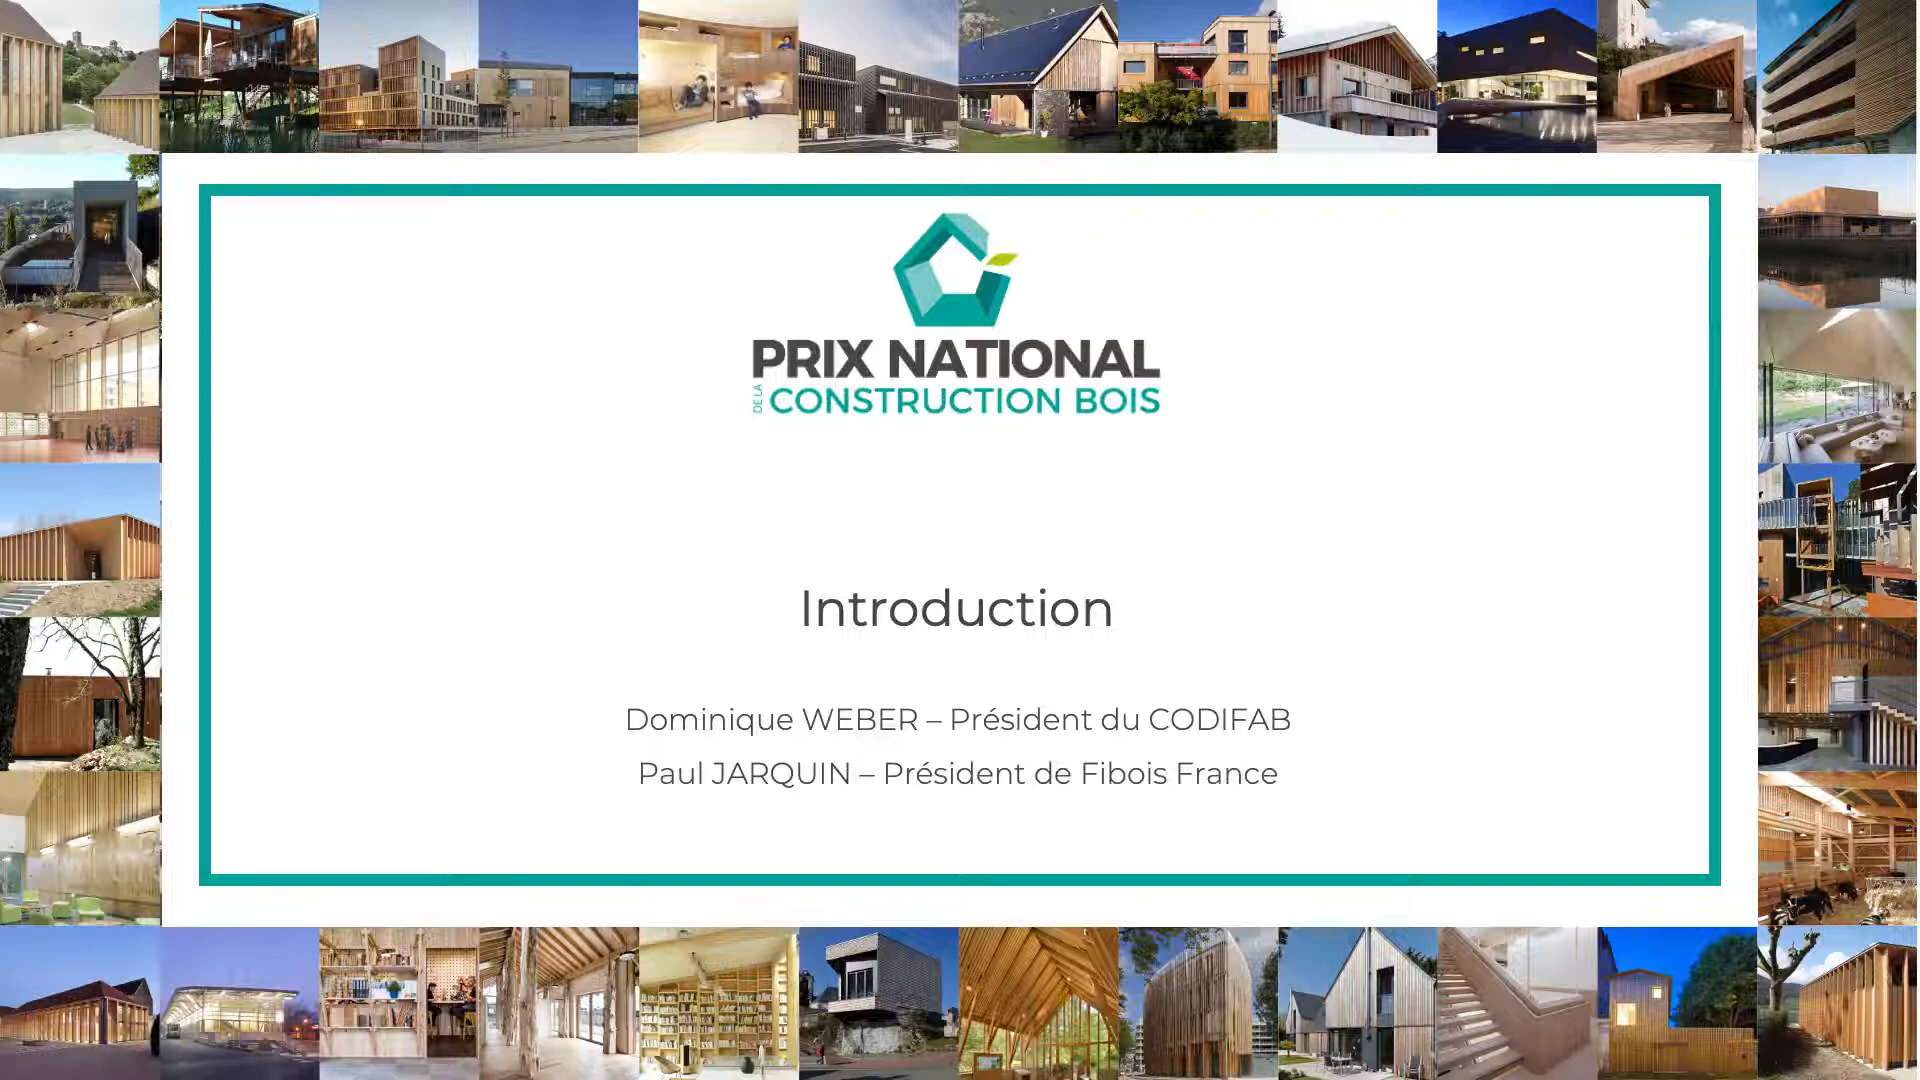 PRIX NATIONAL
DE LA CONSTRUCTION BOIS
Introduction
Dominique WEBER – Président du CODIFAB
Paul JARQUIN – Président de Fibois France